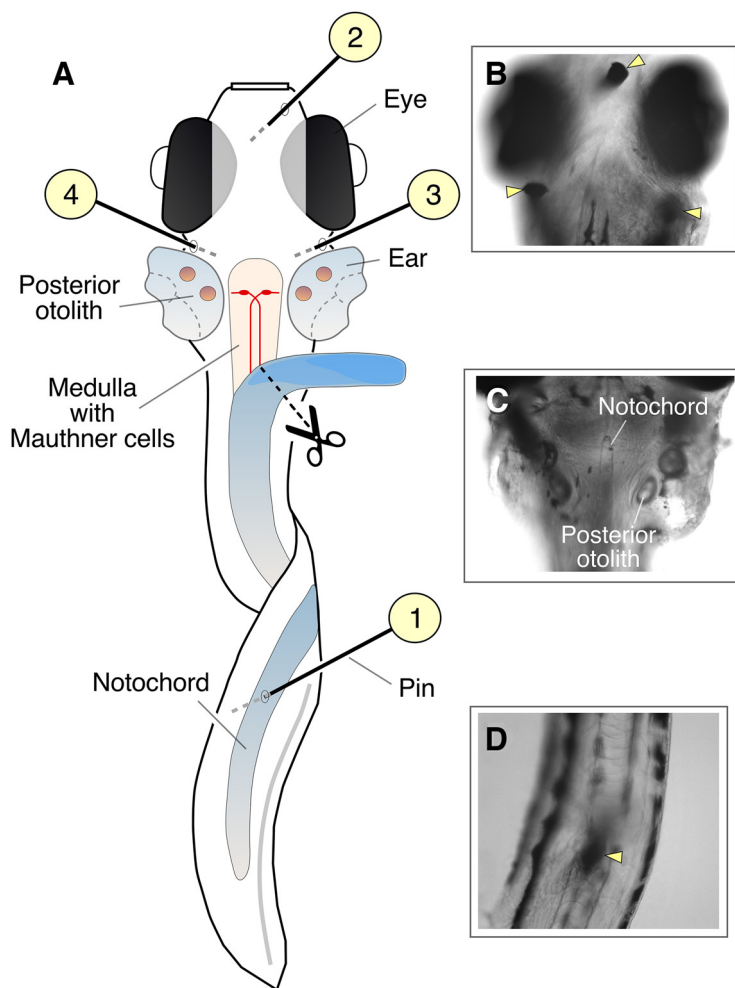 A
2
Eye
4
3
Ear
Posterior
otolith
Medulla
with
Mauthner cells
1
Notochord
Pin
B
C
Notochord
Posterior
otolith
D